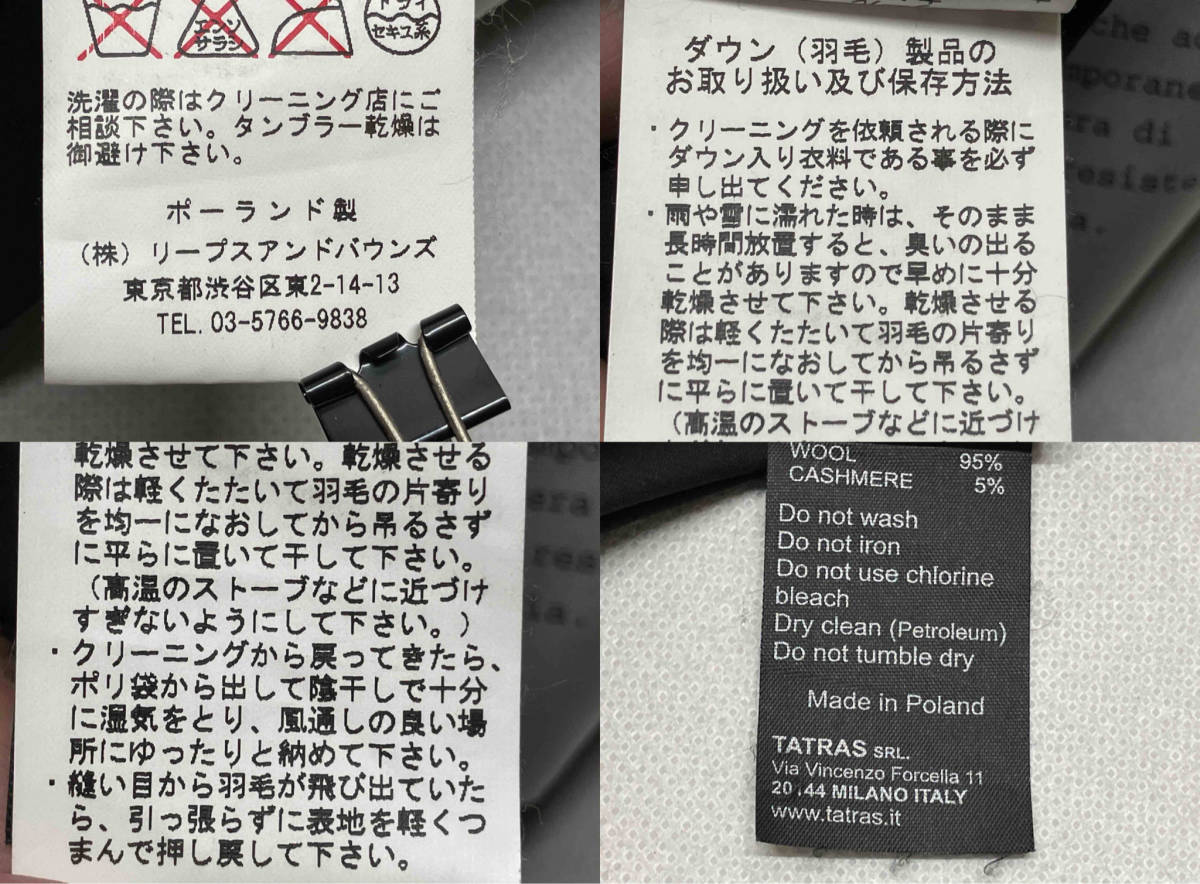 ドライ
エンソ
サラシ
セキユ系
洗濯の際はクリーニング店にご
相談下さい。タンブラー乾燥は
御避け下さい。
ポーランド製
（株）リープスアンドバウンズ
東京都渋谷区東2-14-13
TEL. 03-5766-9838
ダウン（羽毛）製品の
お取り扱い及び保存方法
・クリーニングを依頼される際に
ダウン入り衣料である事を必ず
申し出てください。
・雨や雪に濡れた時は、そのまま
長時間放置すると、臭いの出る
ことがありますので早めに十分
乾燥させて下さい。乾燥させる
際は軽くたたいて羽毛の片寄り
を均一になおしてから吊るさず
に平らに置いて干して下さい。
（高温のストーブなどに近づけ
che
di
乾燥させて下さい。乾燥させる
際は軽くたたいて羽毛の片寄り
を均一になおしてから吊るさず
に平らに置いて干して下さい。
（高温のストーブなどに近づけ
すぎないようにして下さい。）
・クリーニングから戻ってきたら、
ポリ袋から出して陰干しで十分
に湿気をとり、風通しの良い場
所にゆったりと納めて下さい。
・縫い目から羽毛が飛び出ていた
ら、引っ張らずに表地を軽くつ
まんで押し戻して下さい。
WOOL 95%
CASHMERE 5%
Do not wash
Do not iron
Do not use chlorine
bleach
Dry clean (Petroleum)
Do not tumble dry
Made in Poland
TATRAS SRL.
Via Vincenzo Forcella 11
MILANO ITALY
www.tatras.it